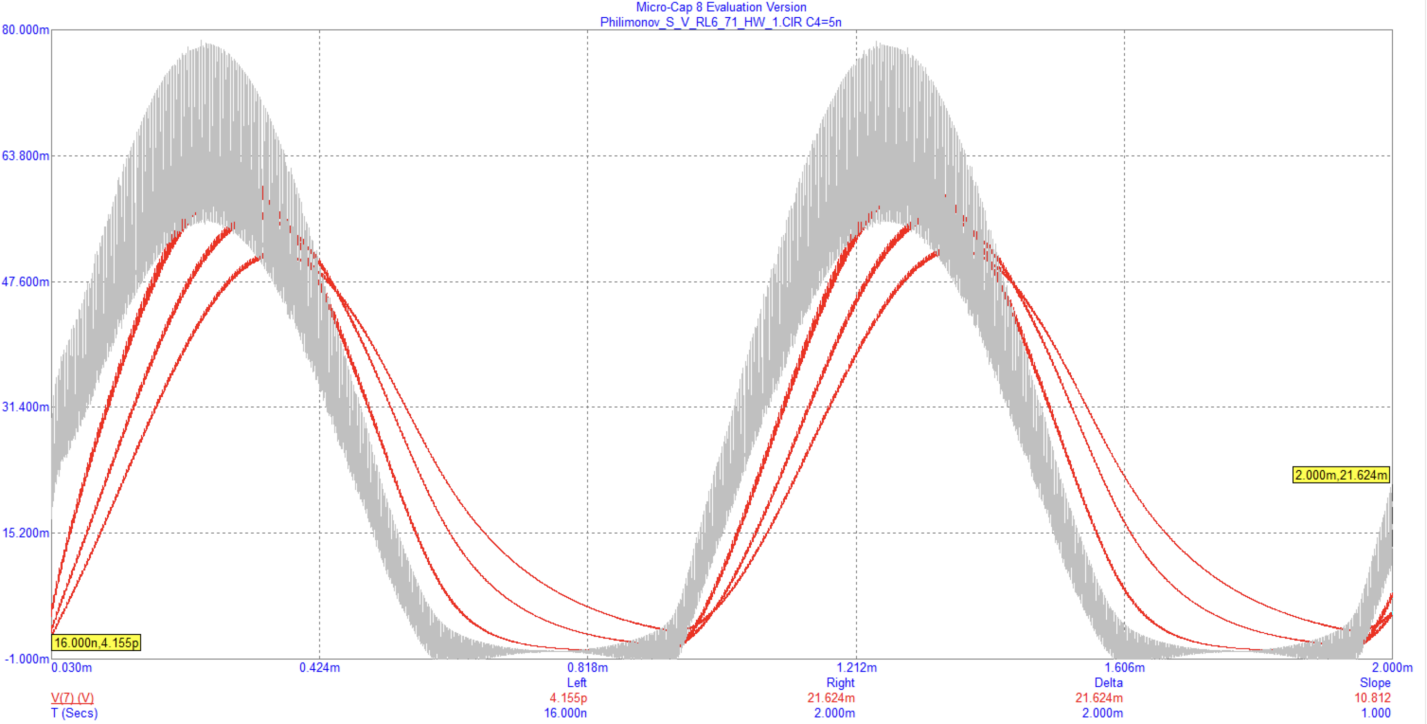 Micro-Cap 8 Evaluation Version
Philimonov_S_V_RL6_71_HW_1.CIR C4=5n
80.000m
63.800m
47.600m
31.400m
15.200m
-1.000m
2.000m,21.624m
16.000n,4.155p
0.030m 0.424m 0.818m 1.212m 1.606m 2.000m
Left Right Delta Slope
V(7) (V) 4.155p 21.624m 21.624m 10.812
T (Secs) 16.000n 2.000m 2.000m 1.000